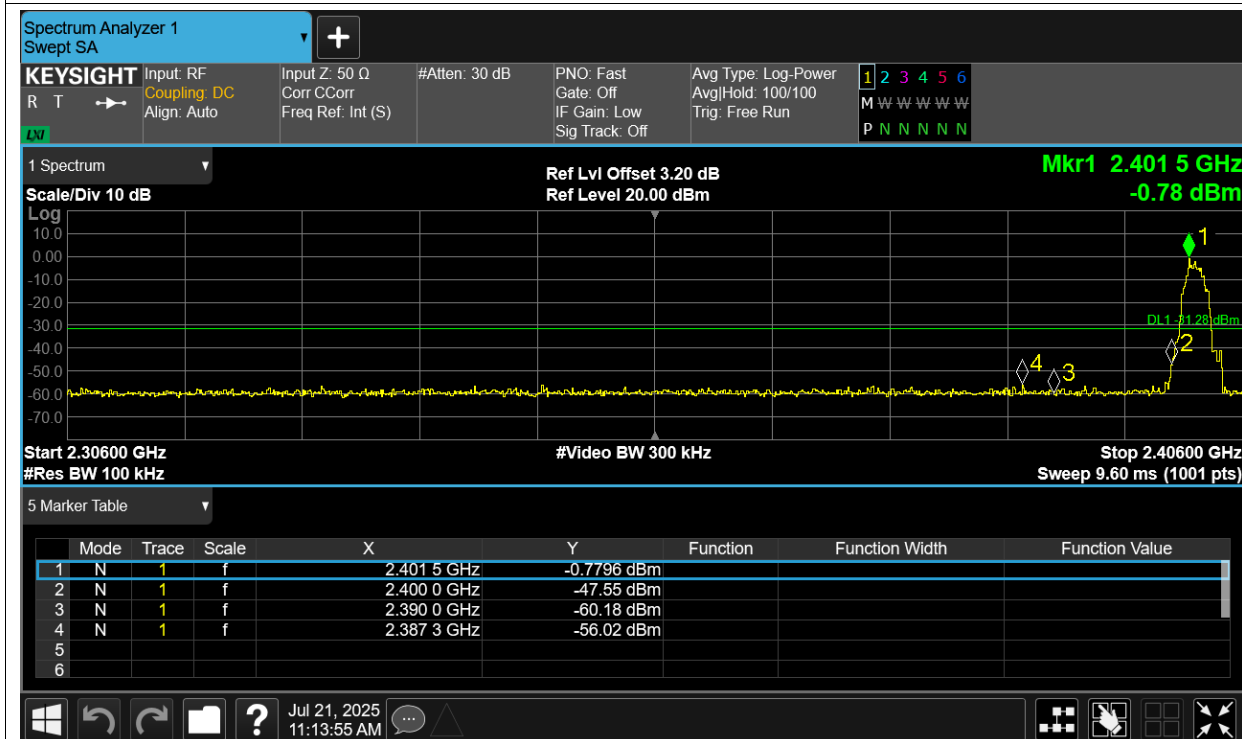 Spectrum Analyzer 1
Swept SA
KEYSIGHT
R T
LXI
Input: RF
Coupling: DC
Align: Auto
Input Z: 50 Ω
Corr CCorr
Freq Ref: Int (S)
#Atten: 30 dB
PNO: Fast
Gate: Off
IF Gain: Low
Sig Track: Off
Avg Type: Log-Power
Avg|Hold: 100/100
Trig: Free Run
1 2 3 4 5 6
M W W W W W
P N N N N N
1 Spectrum
Scale/Div 10 dB
Ref Lvl Offset 3.20 dB
Ref Level 20.00 dBm
Mkr1 2.401 5 GHz
-0.78 dBm
Log
10.0
0.00
-10.0
-20.0
-30.0
-40.0
-50.0
-60.0
-70.0
1
DL1 -31.28 dBm
2
4
3
Start 2.30600 GHz
#Res BW 100 kHz
#Video BW 300 kHz
Stop 2.40600 GHz
Sweep 9.60 ms (1001 pts)
5 Marker Table
Mode Trace Scale X Y Function Function Width Function Value
1 N 1 f 2.401 5 GHz -0.7796 dBm
2 N 1 f 2.400 0 GHz -47.55 dBm
3 N 1 f 2.390 0 GHz -60.18 dBm
4 N 1 f 2.387 3 GHz -56.02 dBm
5
6
?
Jul 21, 2025
11:13:55 AM